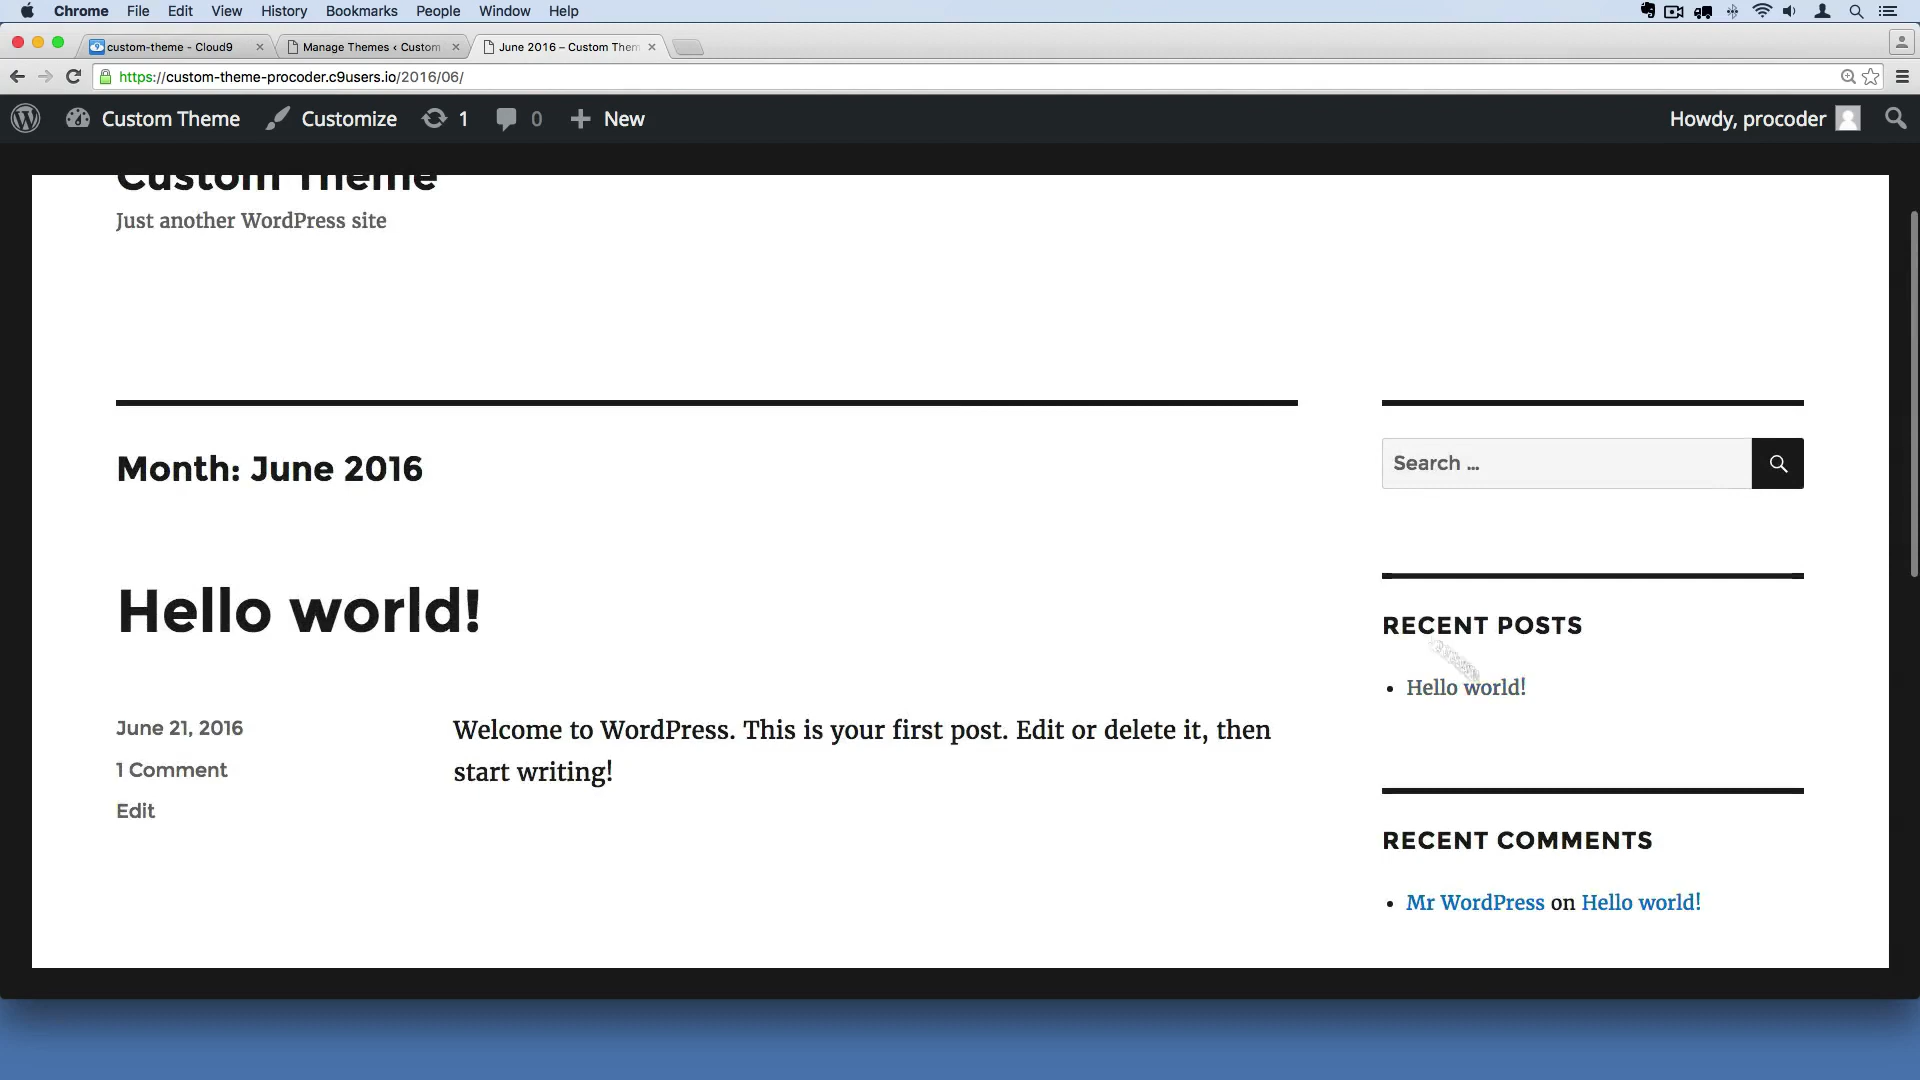 Chrome File Edit View History Bookmarks People Window Help
custom-theme - Cloud9
Manage Themes ‹ Custom
June 2016 – Custom Them
https://custom-theme-procoder.c9users.io/2016/06/
Custom Theme Customize 1 0 New Howdy, procoder
Custom Theme
Just another WordPress site
Month: June 2016
Search ...
Hello world!
RECENT POSTS
Hello world!
June 21, 2016
1 Comment
Edit
Welcome to WordPress. This is your first post. Edit or delete it, then
start writing!
RECENT COMMENTS
Mr WordPress on Hello world!